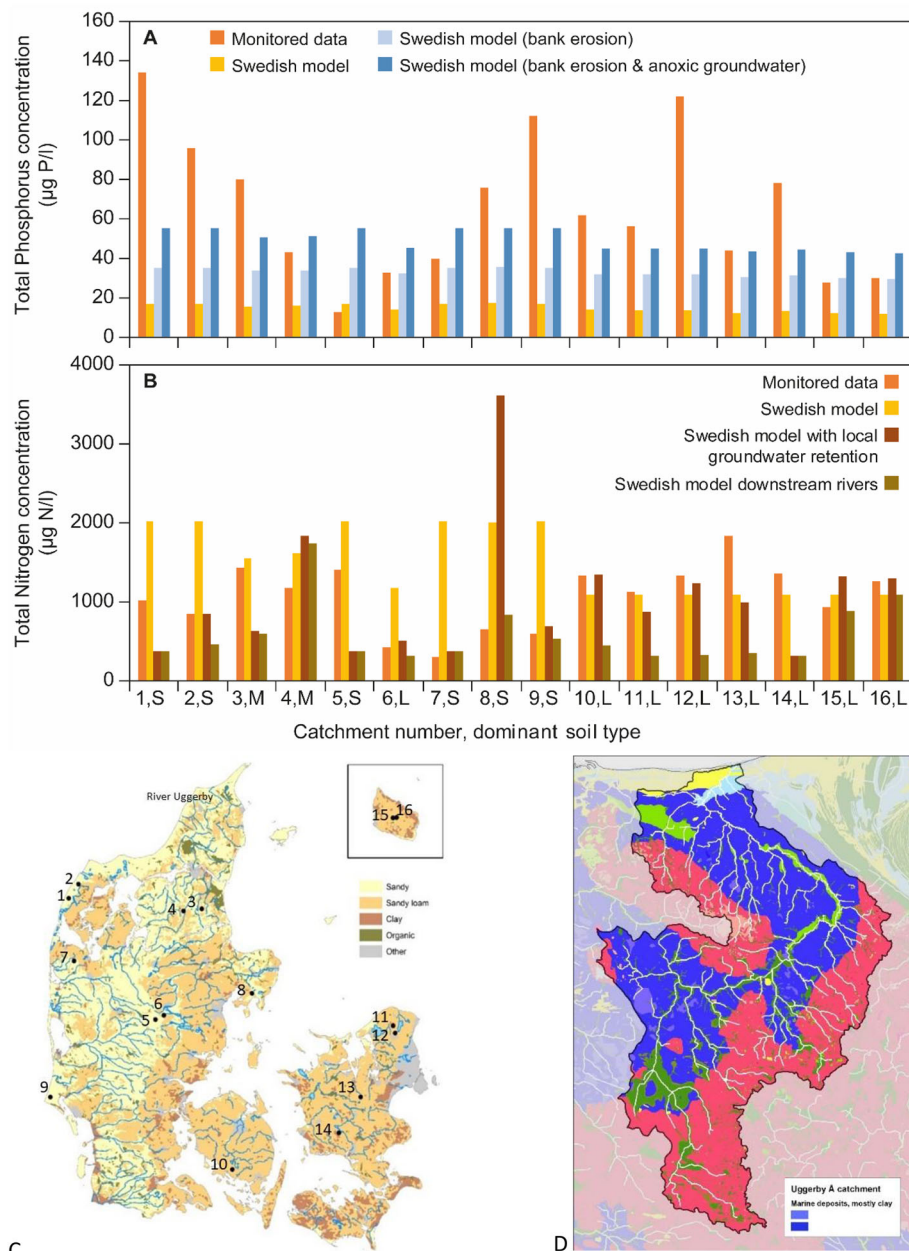 160
A
Monitored data
Swedish model (bank erosion)
Swedish model
Swedish model (bank erosion & anoxic groundwater)
140
120
100
80
60
40
20
0
Total Phosphorus concentration
(µg P/l)
4000
B
Monitored data
Swedish model
Swedish model with local
groundwater retention
Swedish model downstream rivers
3000
2000
1000
0
Total Nitrogen concentration
(µg N/l)
1,S 2,S 3,M 4,M 5,S 6,L 7,S 8,S 9,S 10,L 11,L 12,L 13,L 14,L 15,L 16,L
Catchment number, dominant soil type
River Uggerby
15 16
2
1
4 3
7
8
6
5
9
10
11
12
13
14
Sandy
Sandy loam
Clay
Organic
Other
C
Uggerby Å catchment
Marine deposits, mostly clay
D